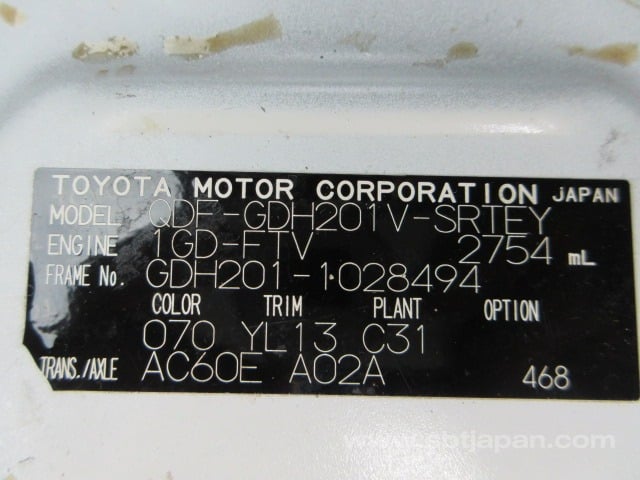 TOYOTA MOTOR CORPORATION JAPAN
MODEL QDF-GDH201V-SRTEY
ENGINE 1GD-FTV 2754 mL
FRAME No. GDH201-1028494
COLOR TRIM PLANT OPTION
070 YL13 C31
TRANS./AXLE AC60E A02A 468
www.sbtjapan.com